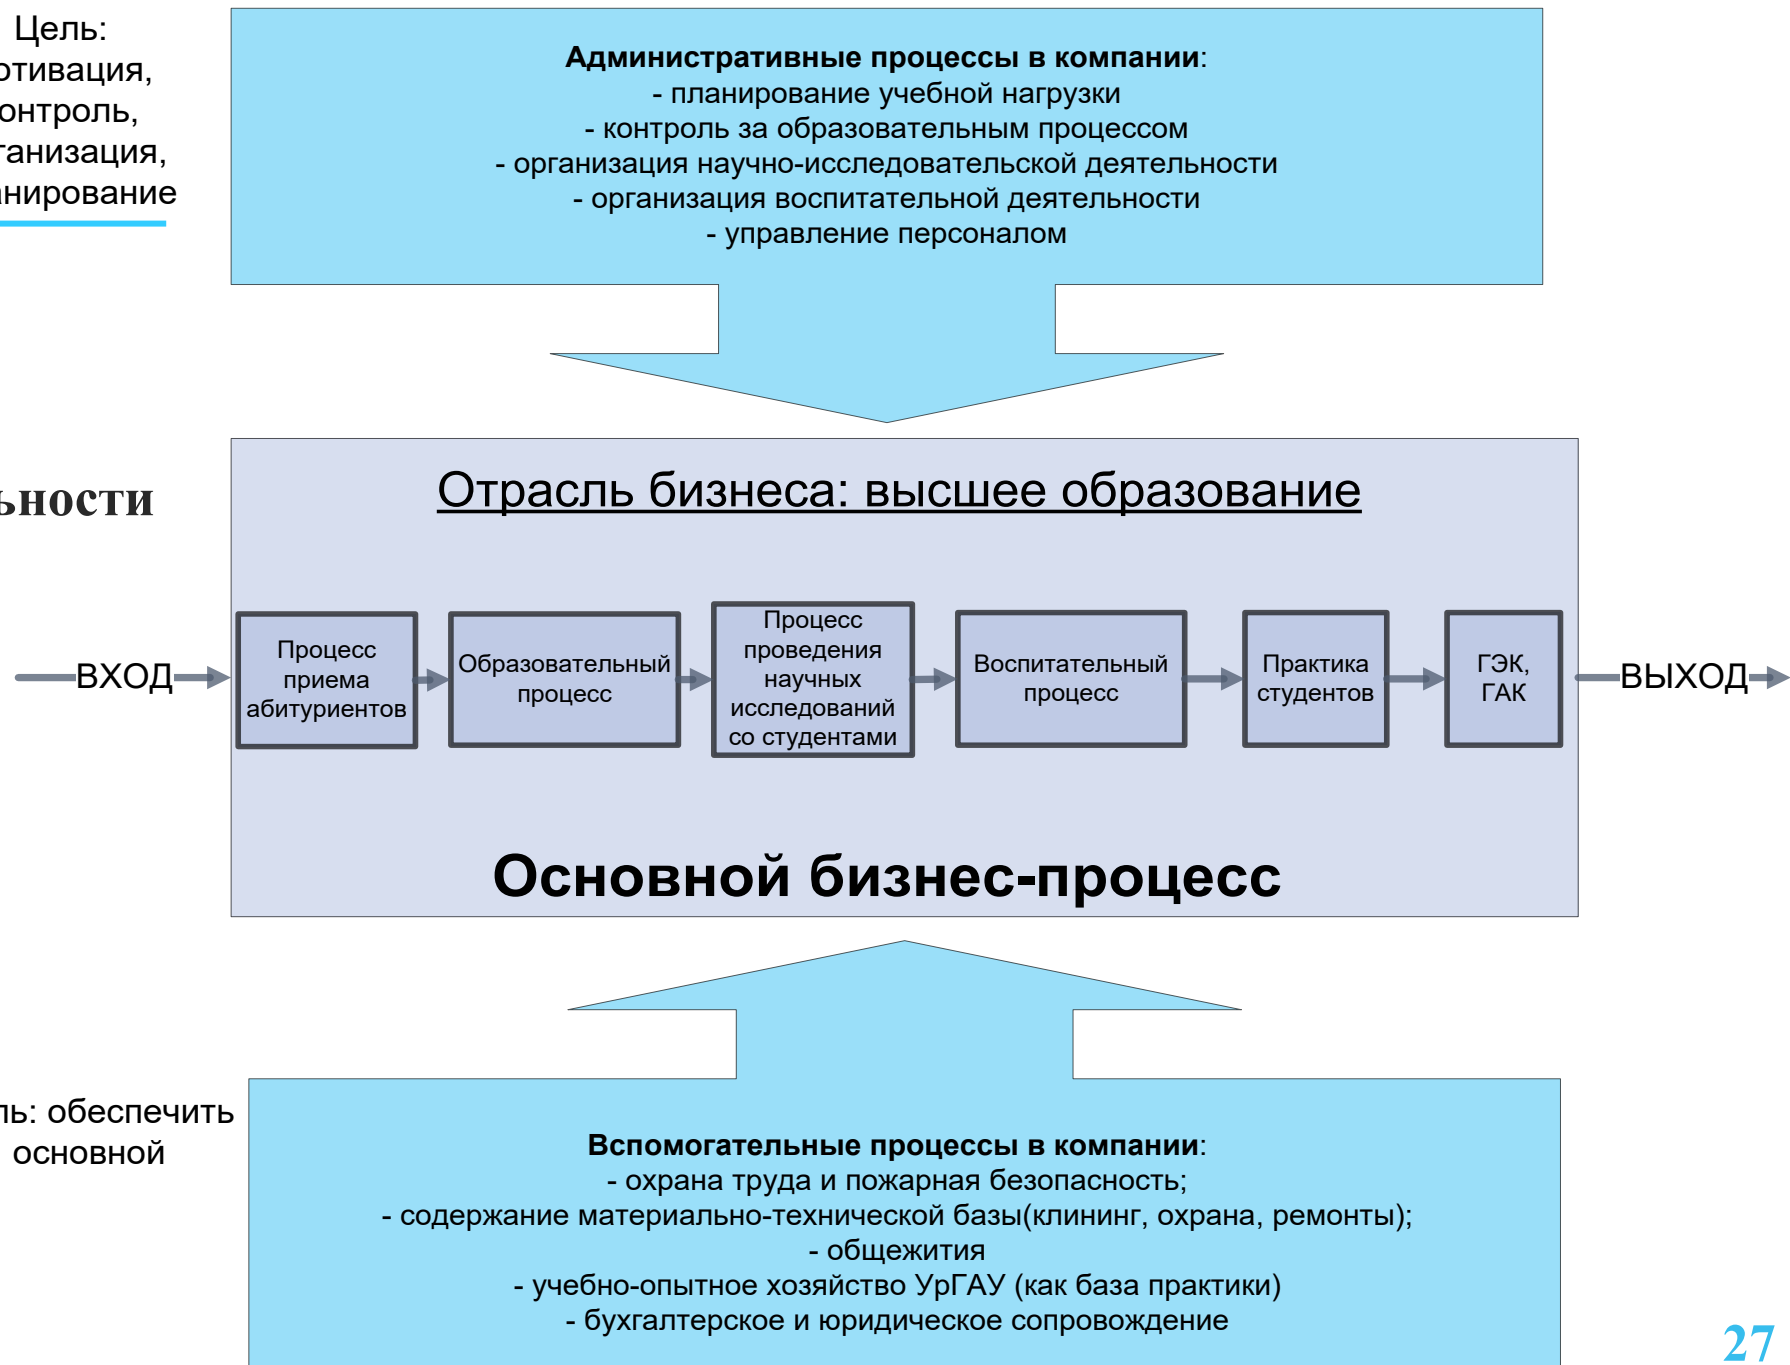 Цель:
отивация,
онтроль,
ганизация,
анирование
Административные процессы в компании:
- планирование учебной нагрузки
- контроль за образовательным процессом
- организация научно-исследовательской деятельности
- организация воспитательной деятельности
- управление персоналом
ьности
Отрасль бизнеса: высшее образование
ВХОД
Процесс
приема
абитуриентов
Образовательный
процесс
Процесс
проведения
научных
исследований
со студентами
Воспитательный
процесс
Практика
студентов
ГЭК,
ГАК
ВЫХОД
Основной бизнес-процесс
ль: обеспечить
основной
Вспомогательные процессы в компании:
- охрана труда и пожарная безопасность;
- содержание материально-технической базы(клининг, охрана, ремонты);
- общежития
- учебно-опытное хозяйство УрГАУ (как база практики)
- бухгалтерское и юридическое сопровождение
27